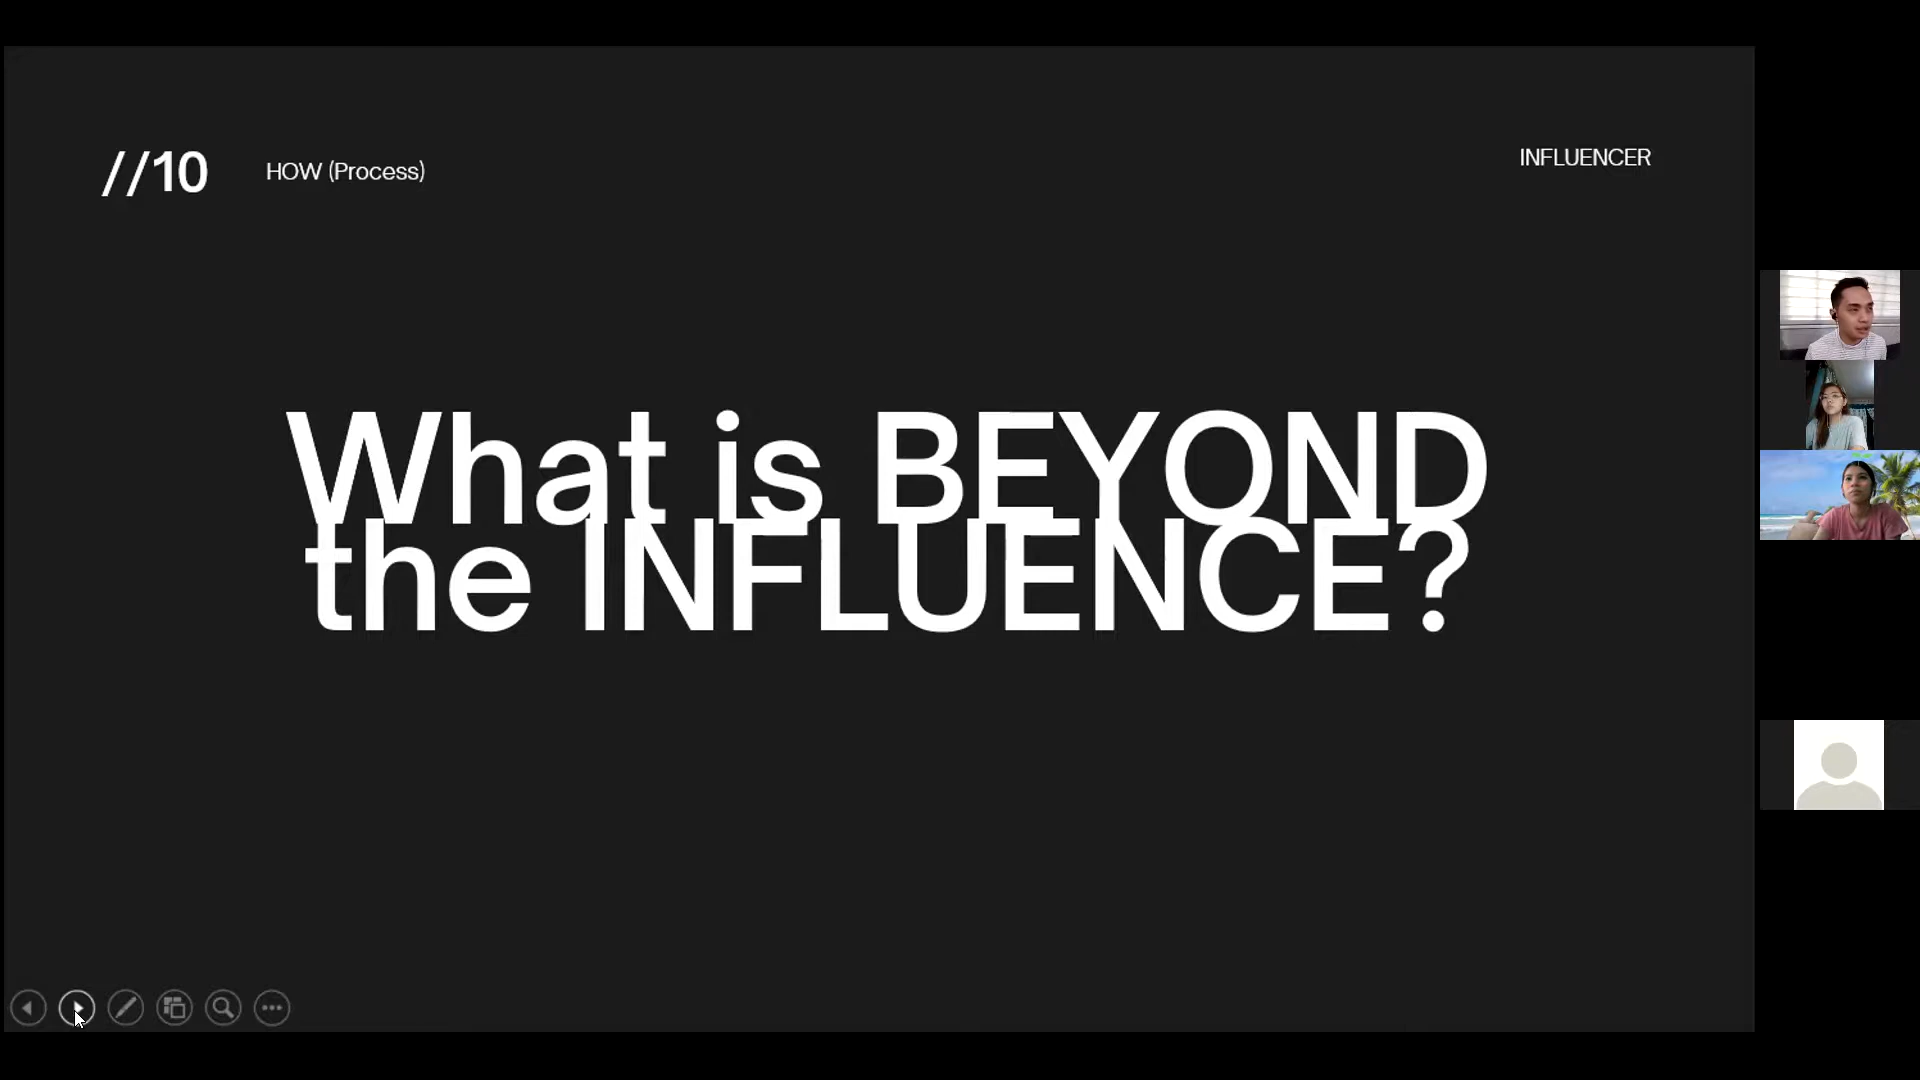 //10
HOW (Process)
INFLUENCER
What is BEYOND
the INFLUENCE?